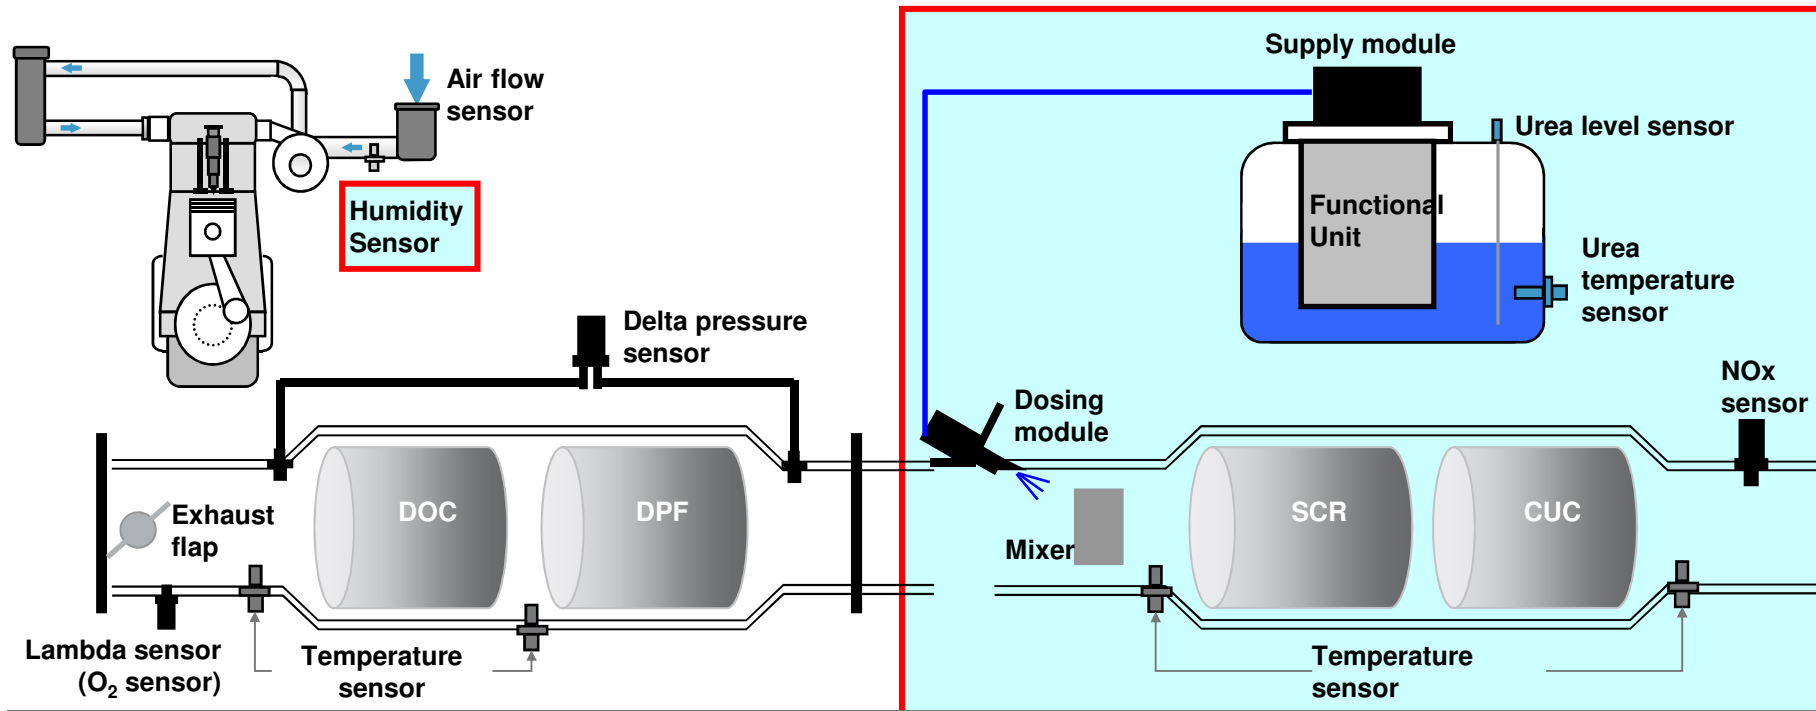 Supply module
Air flow
sensor
Urea level sensor
Humidity
Sensor
Functional
Unit
Urea
temperature
sensor
Delta pressure
sensor
NOx
sensor
Dosing
module
DOC
DPF
SCR
CUC
Exhaust
flap
Mixer
Lambda sensor
(O₂ sensor)
Temperature
sensor
Temperature
sensor